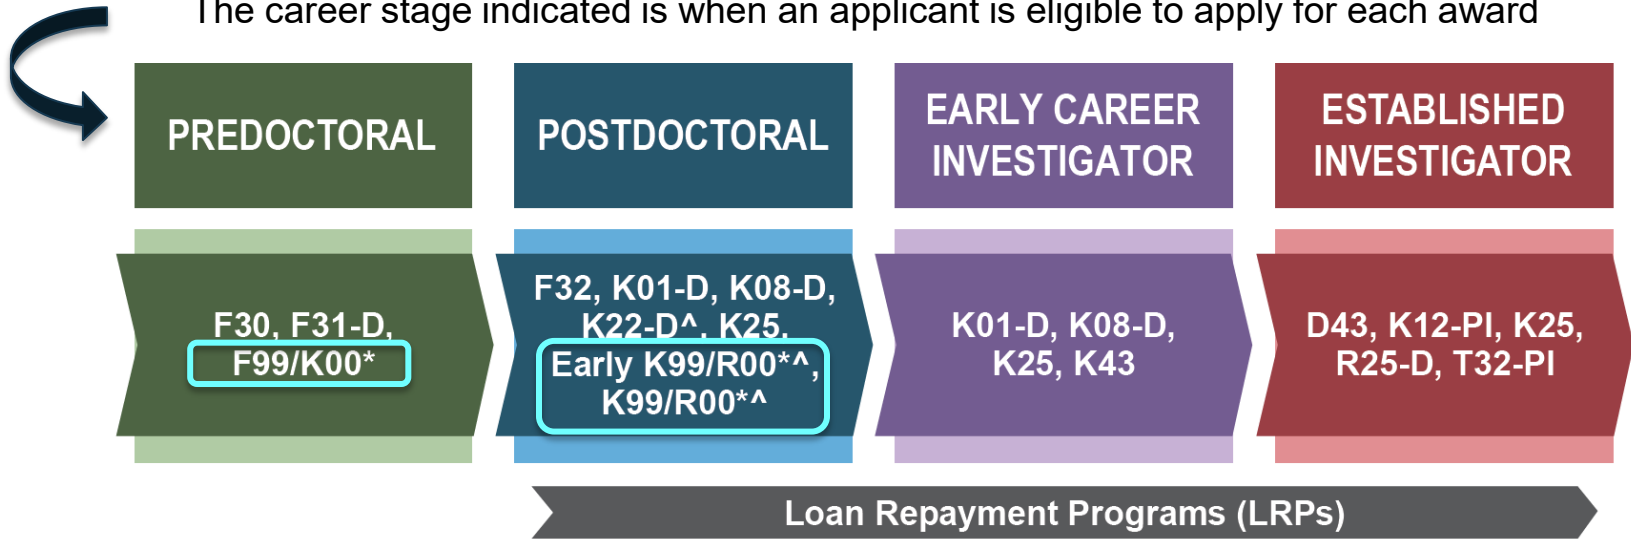 The career stage indicated is when an applicant is eligible to apply for each award
PREDOCTORAL
POSTDOCTORAL
EARLY CAREER
INVESTIGATOR
ESTABLISHED
INVESTIGATOR
F30, F31-D,
F99/K00*
F32, K01-D, K08-D,
K22-D^, K25,
Early K99/R00*^,
K99/R00*^
K01-D, K08-D,
K25, K43
D43, K12-PI, K25,
R25-D, T32-PI
Loan Repayment Programs (LRPs)